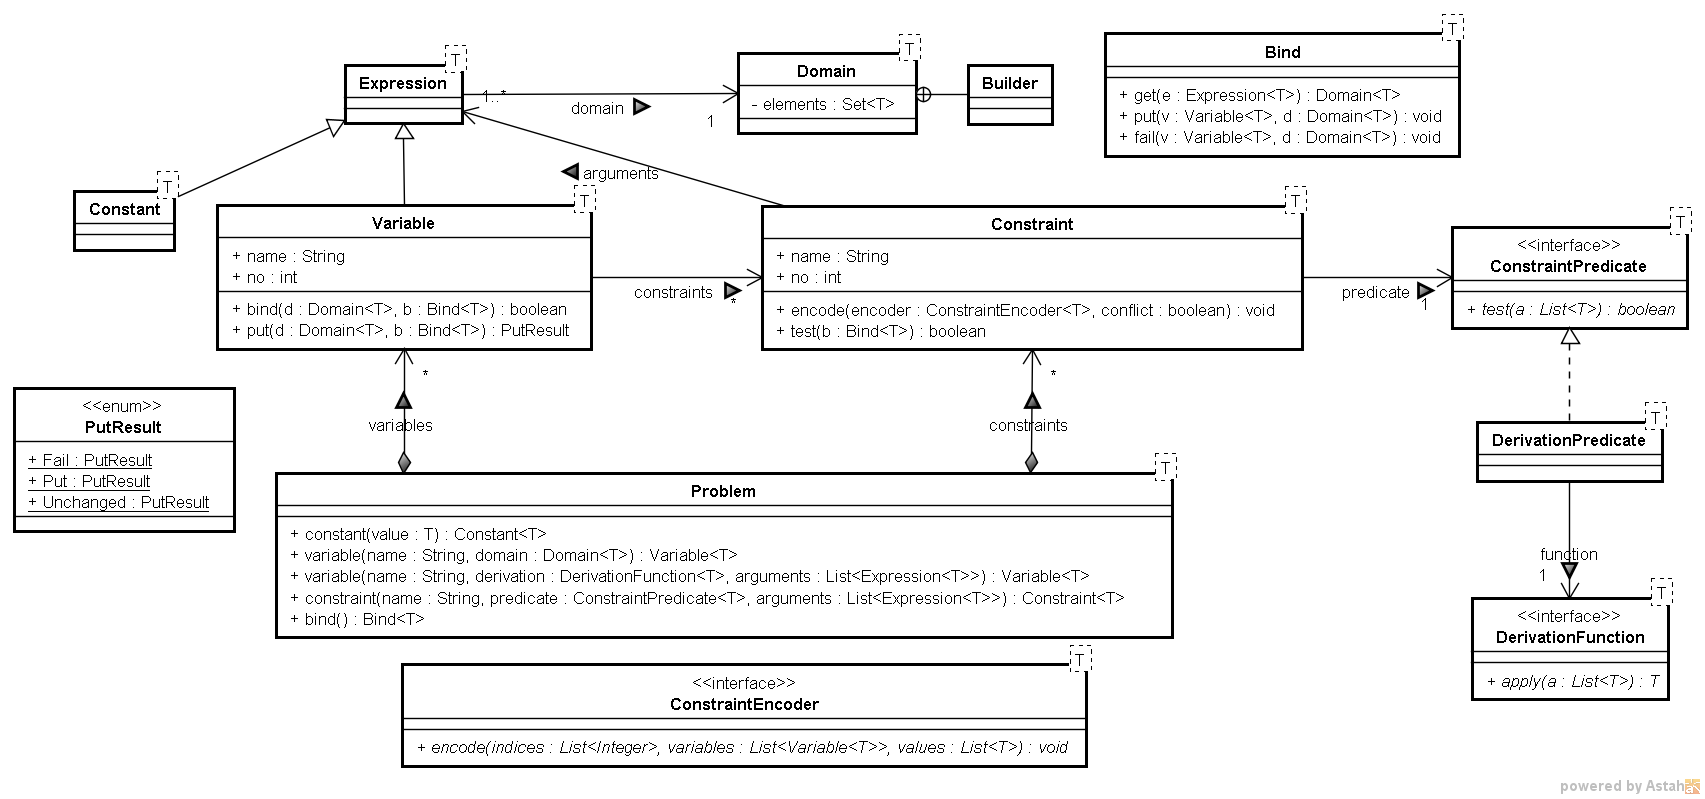 T
Expression
1..*
domain
1
T
Domain
- elements : Set<T>
Builder
T
Bind
+ get(e : Expression<T>) : Domain<T>
+ put(v : Variable<T>, d : Domain<T>) : void
+ fail(v : Variable<T>, d : Domain<T>) : void
arguments
T
Constant
T
Variable
+ name : String
+ no : int
+ bind(d : Domain<T>, b : Bind<T>) : boolean
+ put(d : Domain<T>, b : Bind<T>) : PutResult
constraints
*
T
Constraint
+ name : String
+ no : int
+ encode(encoder : ConstraintEncoder<T>, conflict : boolean) : void
+ test(b : Bind<T>) : boolean
predicate
1
T
<<interface>>
ConstraintPredicate
+ test(a : List<T>) : boolean
<<enum>>
PutResult
+ Fail : PutResult
+ Put : PutResult
+ Unchanged : PutResult
*
variables
*
constraints
T
DerivationPredicate
T
Problem
+ constant(value : T) : Constant<T>
+ variable(name : String, domain : Domain<T>) : Variable<T>
+ variable(name : String, derivation : DerivationFunction<T>, arguments : List<Expression<T>>) : Variable<T>
+ constraint(name : String, predicate : ConstraintPredicate<T>, arguments : List<Expression<T>>) : Constraint<T>
+ bind() : Bind<T>
function
1
T
<<interface>>
DerivationFunction
+ apply(a : List<T>) : T
T
<<interface>>
ConstraintEncoder
+ encode(indices : List<Integer>, variables : List<Variable<T>>, values : List<T>) : void
powered by Astah